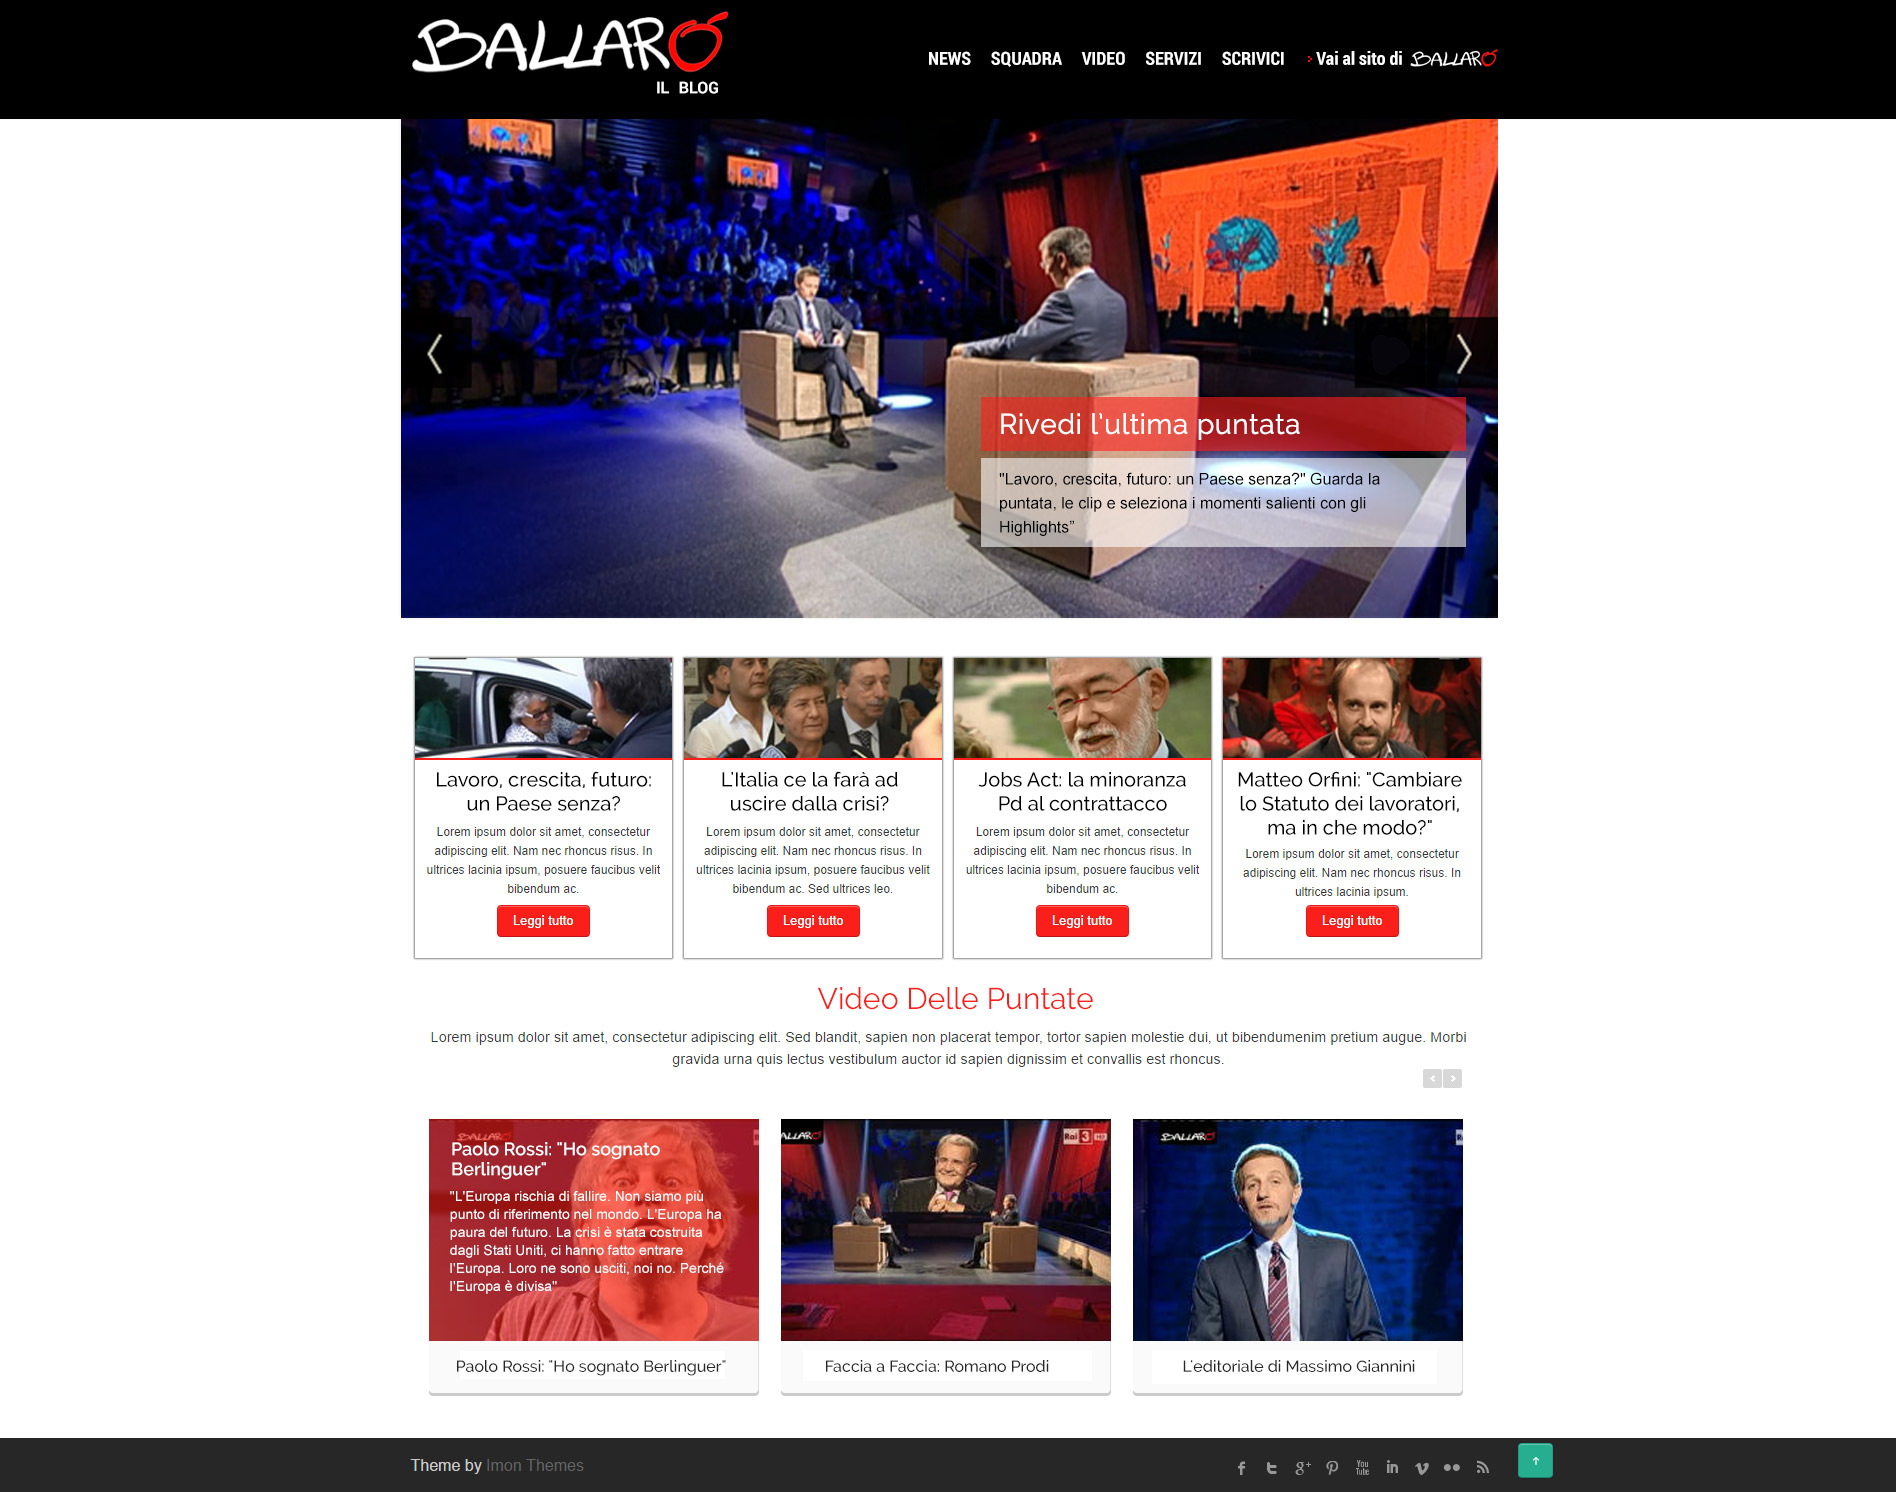 BALLARÒ
IL BLOG
NEWS SQUADRA VIDEO SERVIZI SCRIVICI Vai al sito di BALLARÒ
Rivedi l'ultima puntata
"Lavoro, crescita, futuro: un Paese senza?" Guarda la
puntata, le clip e seleziona i momenti salienti con gli
Highlights”
Lavoro, crescita, futuro:
un Paese senza?
Lorem ipsum dolor sit amet, consectetur
adipiscing elit. Nam nec rhoncus risus. In
ultrices lacinia ipsum, posuere faucibus velit
bibendum ac.
Leggi tutto
L'Italia ce la farà ad
uscire dalla crisi?
Lorem ipsum dolor sit amet, consectetur
adipiscing elit. Nam nec rhoncus risus. In
ultrices lacinia ipsum, posuere faucibus velit
bibendum ac. Sed ultrices leo.
Leggi tutto
Jobs Act: la minoranza
Pd al contrattacco
Lorem ipsum dolor sit amet, consectetur
adipiscing elit. Nam nec rhoncus risus. In
ultrices lacinia ipsum, posuere faucibus velit
bibendum ac.
Leggi tutto
Matteo Orfini: "Cambiare
lo Statuto dei lavoratori,
ma in che modo?"
Lorem ipsum dolor sit amet, consectetur
adipiscing elit. Nam nec rhoncus risus. In
ultrices lacinia ipsum.
Leggi tutto
Video Delle Puntate
Lorem ipsum dolor sit amet, consectetur adipiscing elit. Sed blandit, sapien non placerat tempor, tortor sapien molestie dui, ut bibendumenim pretium augue. Morbi
gravida urna quis lectus vestibulum auctor id sapien dignissim et convallis est rhoncus.
BALLARÒ
Paolo Rossi: "Ho sognato
Berlinguer"
"L'Europa rischia di fallire. Non siamo più
punto di riferimento nel mondo. L'Europa ha
paura del futuro. La crisi è stata costruita
dagli Stati Uniti, ci hanno fatto entrare
l'Europa. Loro ne sono usciti, noi no. Perché
l'Europa è divisa"
Paolo Rossi: "Ho sognato Berlinguer"
ALLARÒ
Rai 3 HD
Faccia a Faccia: Romano Prodi
BALLARÒ
L'editoriale di Massimo Giannini
Theme by Imon Themes
You
Tube